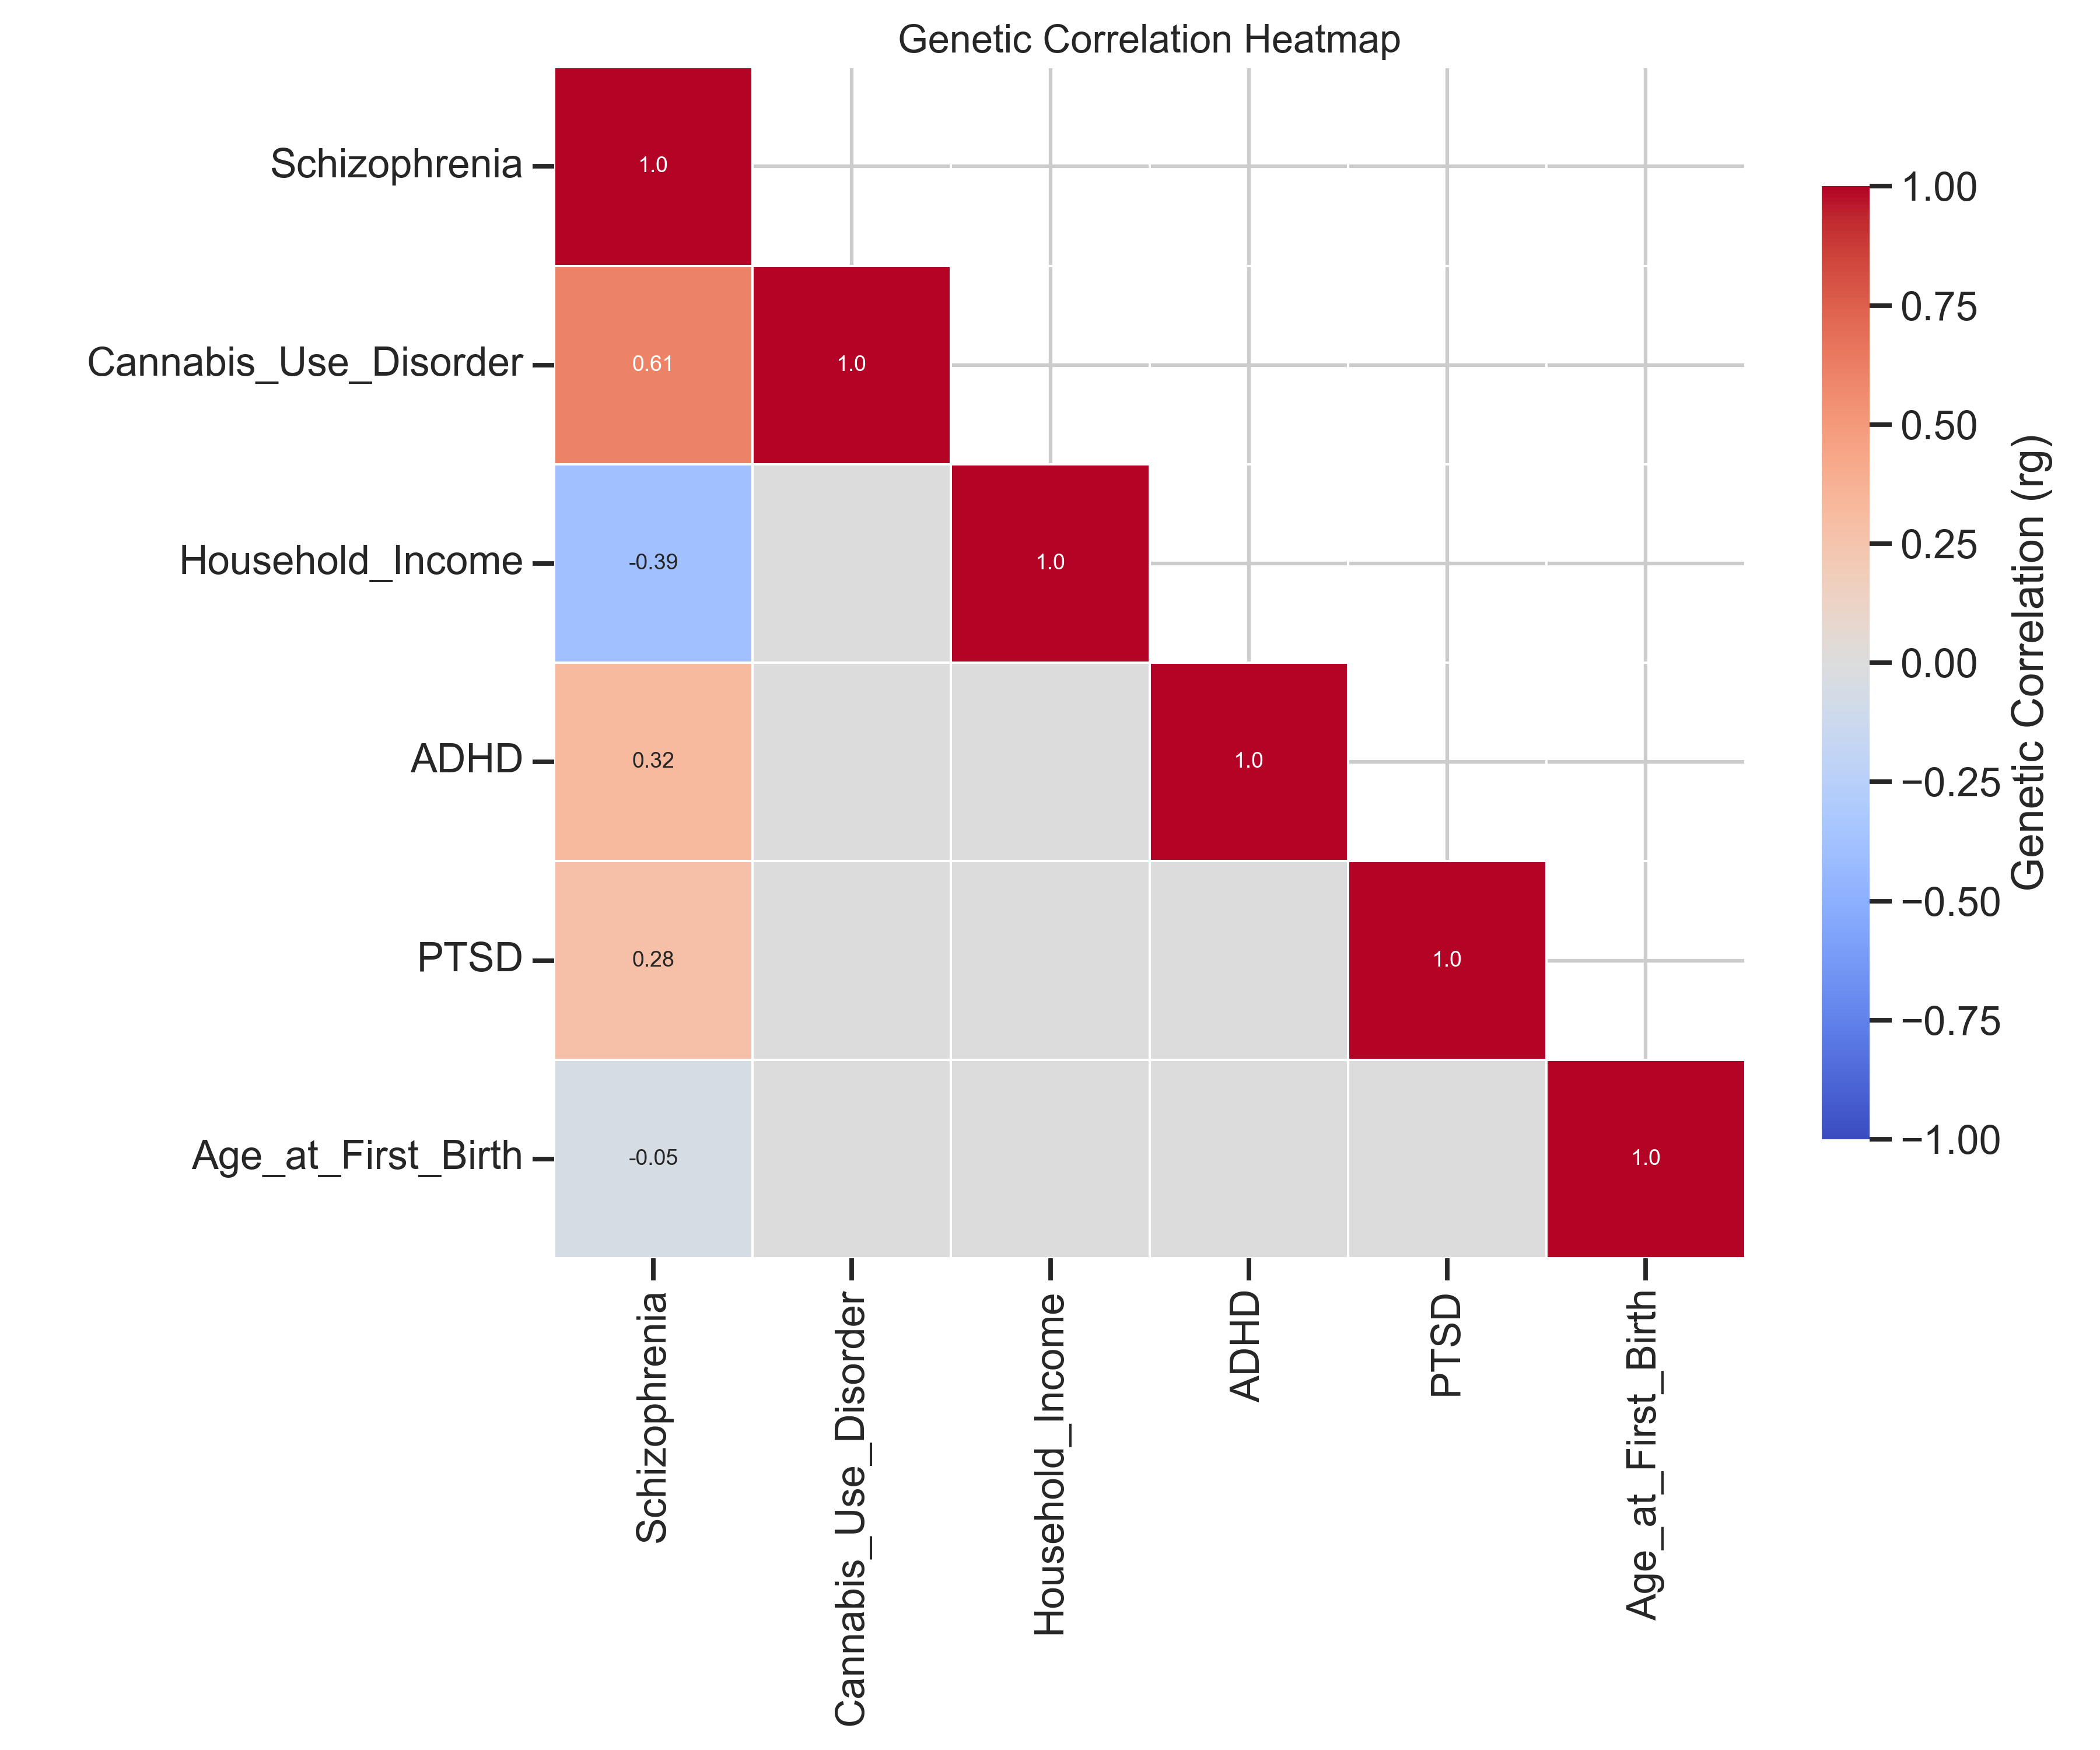 Genetic Correlation Heatmap
Schizophrenia
1.0
Cannabis_Use_Disorder
0.61
1.0
Household_Income
-0.39
1.0
ADHD
0.32
1.0
PTSD
0.28
1.0
Age_at_First_Birth
-0.05
1.0
Schizophrenia
Cannabis_Use_Disorder
Household_Income
ADHD
PTSD
Age_at_First_Birth
1.00
0.75
0.50
0.25
0.00
−0.25
−0.50
−0.75
−1.00
Genetic Correlation (rg)